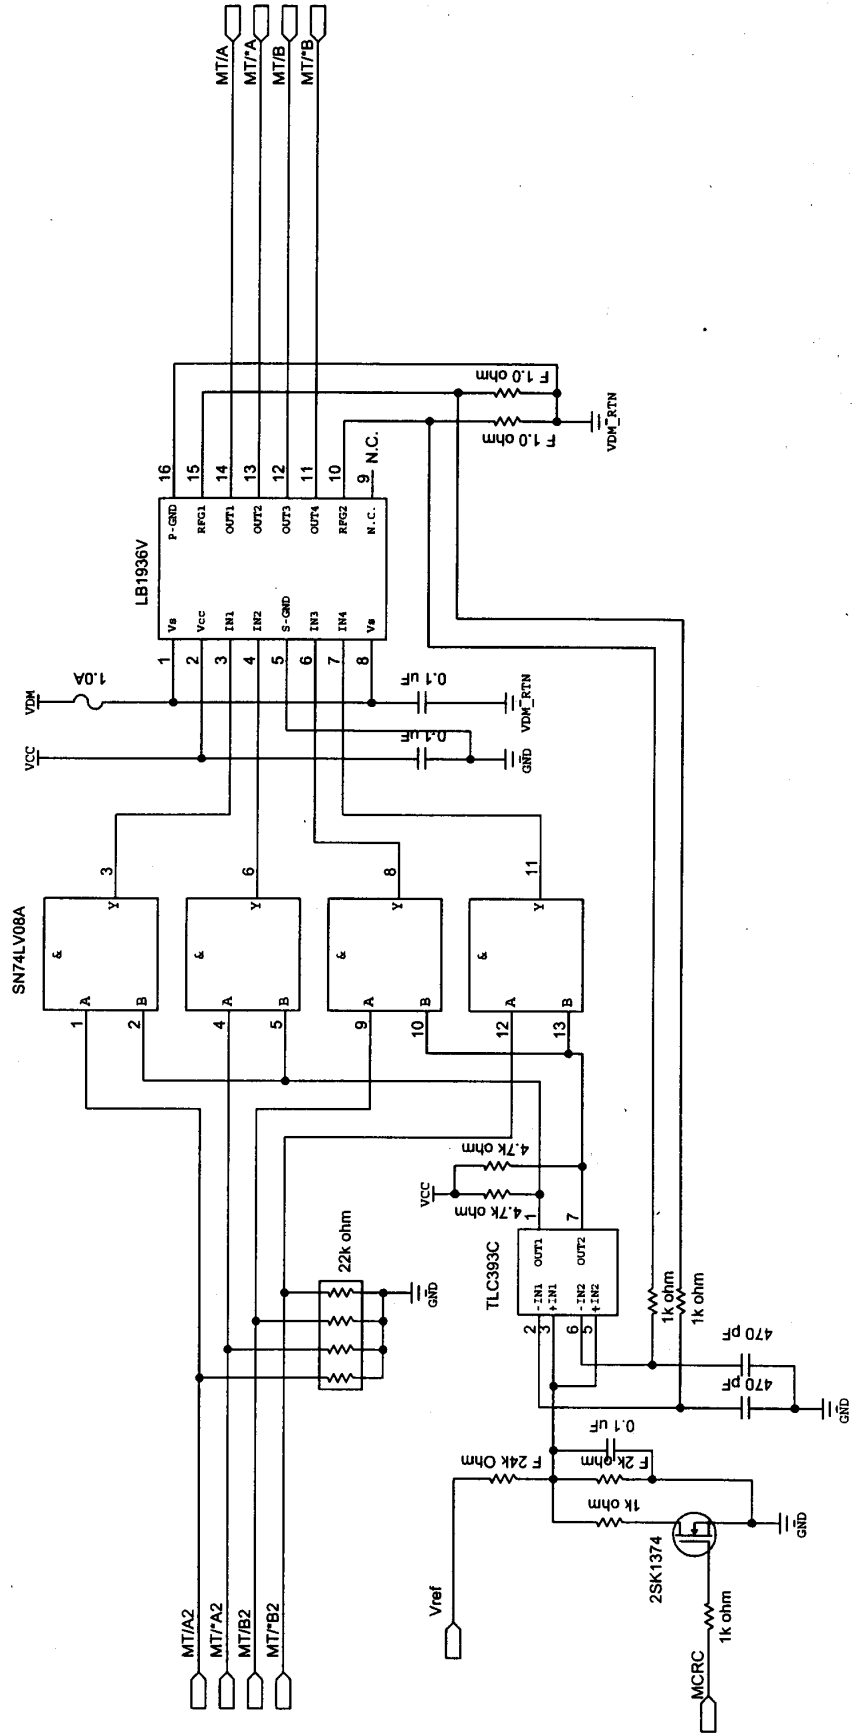 MT/A
MT/*A
MT/B
MT/*B
F 1.0 ohm
F 1.0 ohm
VDM_RTN
16
15
14
13
12
11
10
9
N.C.
LB1936V
P-GND
RFG1
OUT1
OUT2
OUT3
OUT4
RFG2
N.C.
Vs
Vcc
IN1
IN2
S-GND
IN3
IN4
Vs
1
2
3
4
5
6
7
8
VDM
1.0A
0.1 uF
VDM_RTN
VCC
0.1 uF
GND
SN74LV08A
3
6
8
11
Y
Y
Y
Y
&
&
&
&
A
B
A
B
A
B
A
B
1
2
4
5
9
10
12
13
VCC
4.7k ohm
4.7k ohm
1
7
TLC393C
OUT1
OUT2
-IN1
+IN1
-IN2
+IN2
2
3
6
5
22k ohm
GND
1k ohm
1k ohm
470 pF
470 pF
GND
0.1 uF
F 24k Ohm
F 2k ohm
1k ohm
GND
2SK1374
1k ohm
MT/A2
MT/*A2
MT/B2
MT/*B2
Vref
MCRC